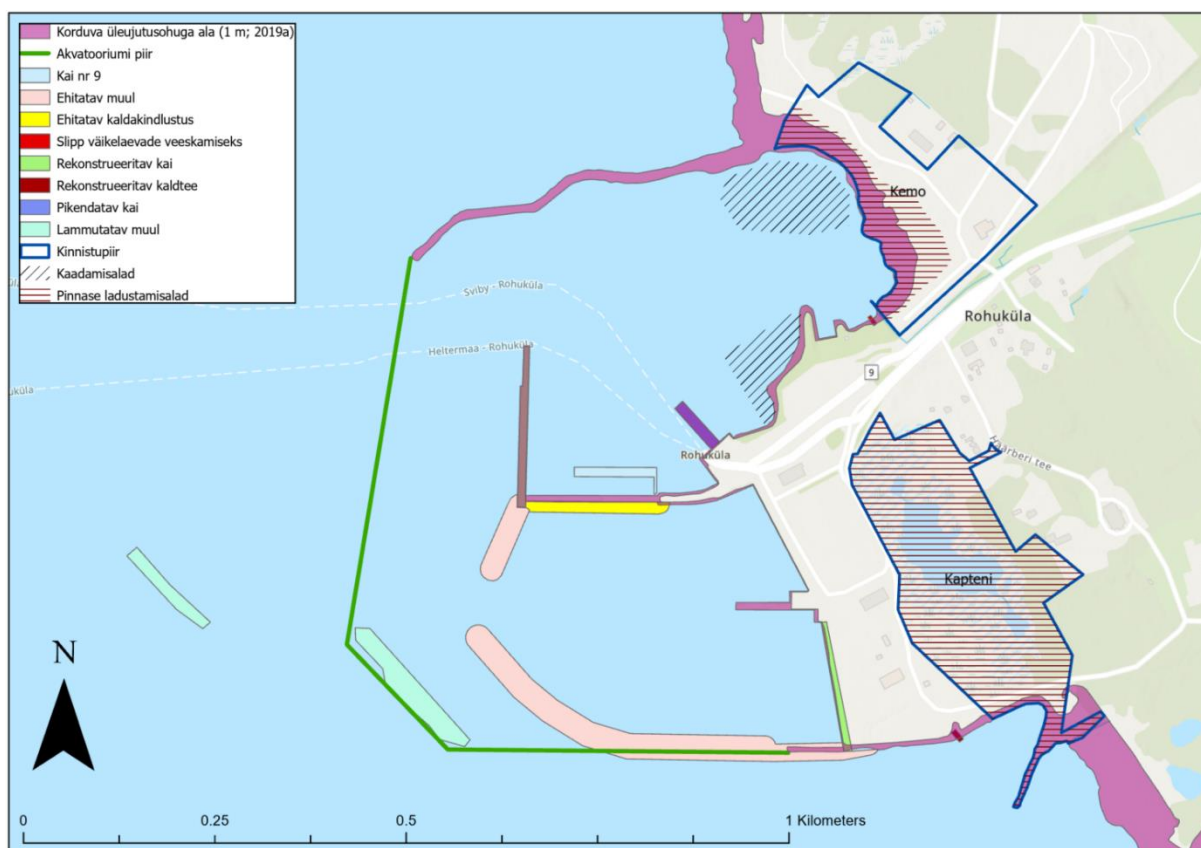 Korduva üleujutusohuga ala (1 m; 2019a)
Akvatooriumi piir
Kai nr 9
Ehitatav muul
Ehitatav kaldakindlustus
Slipp väikelaevade veeskamiseks
Rekonstrueeritav kai
Rekonstrueeritav kaldtee
Pikendatav kai
Lammutatav muul
Kinnistupiir
Kaadamisalad
Pinnase ladustamisalad
Kemo
Sviby - Rohuküla
Rohuküla
Heltermaa - Rohuküla
9
uküla
Rohuküla
Kapteni
N
0
0.25
0.5
1 Kilometers